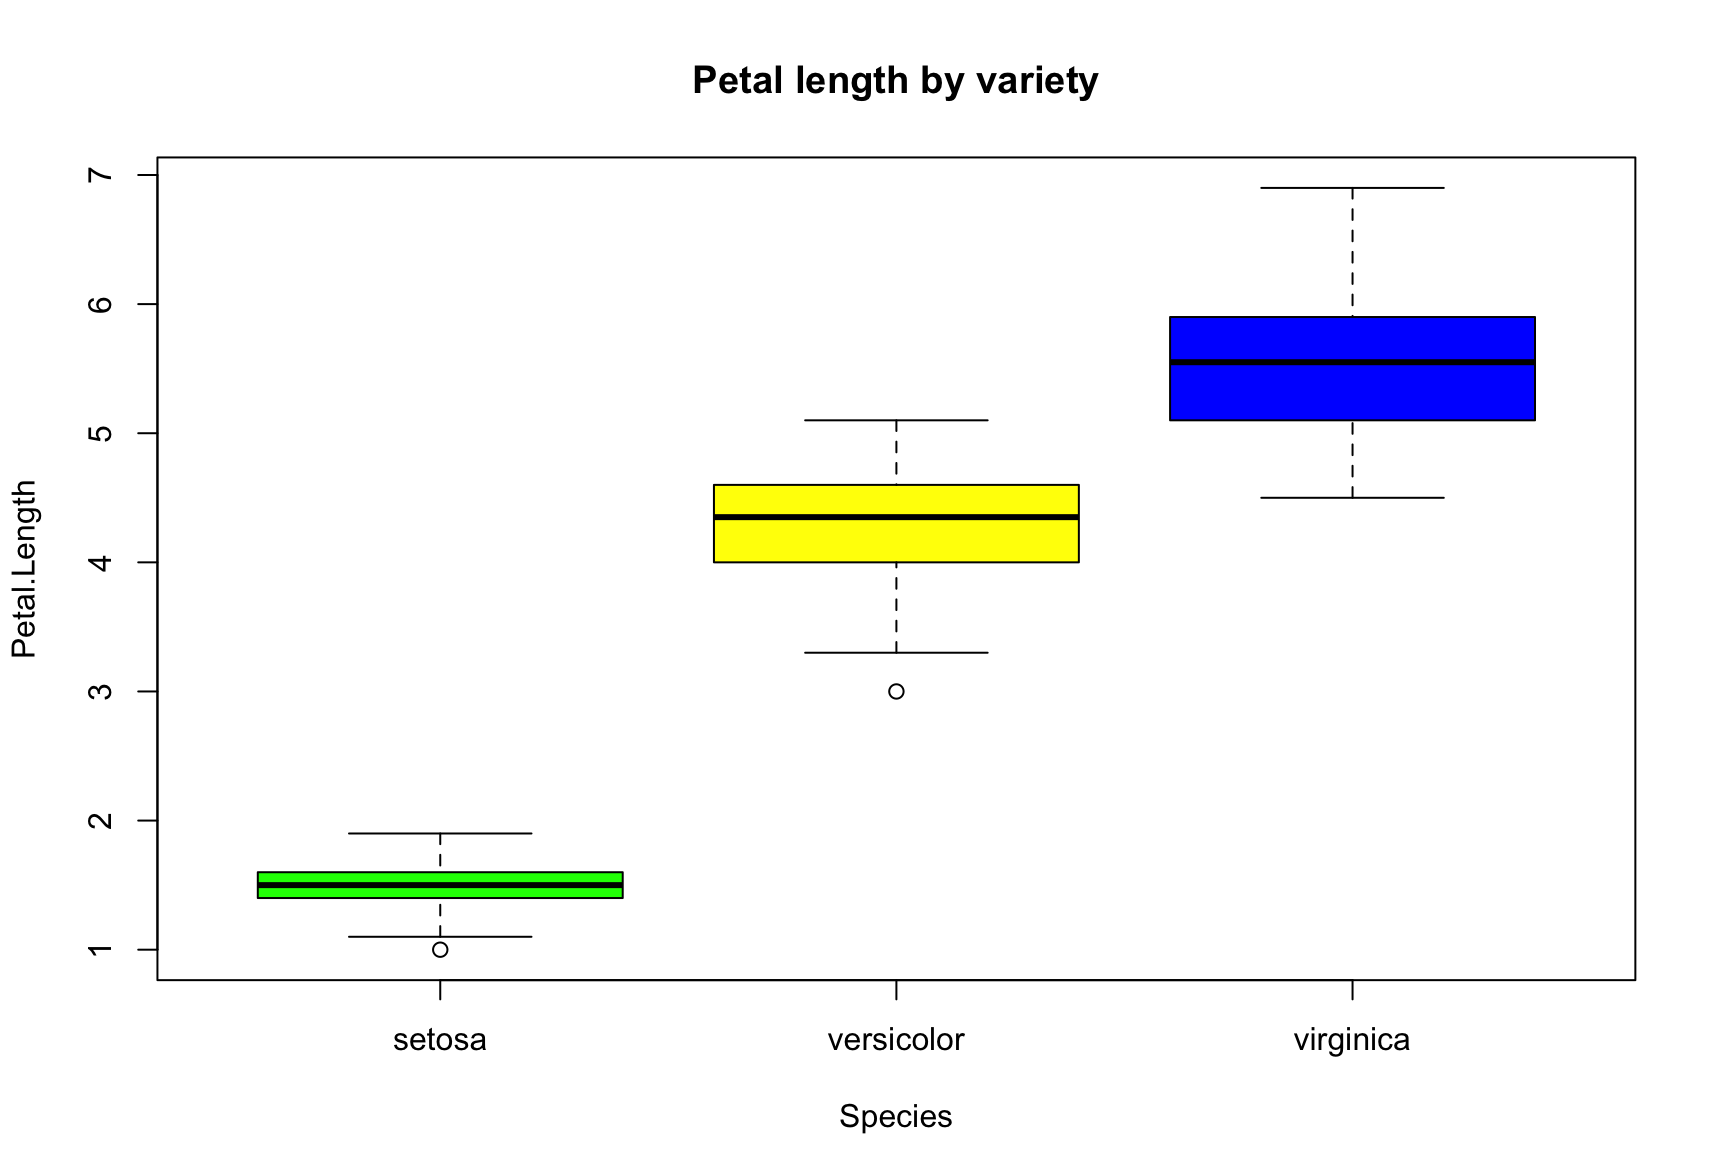 Petal length by variety
Petal.Length
7
6
5
4
3
2
1
setosa versicolor virginica
Species